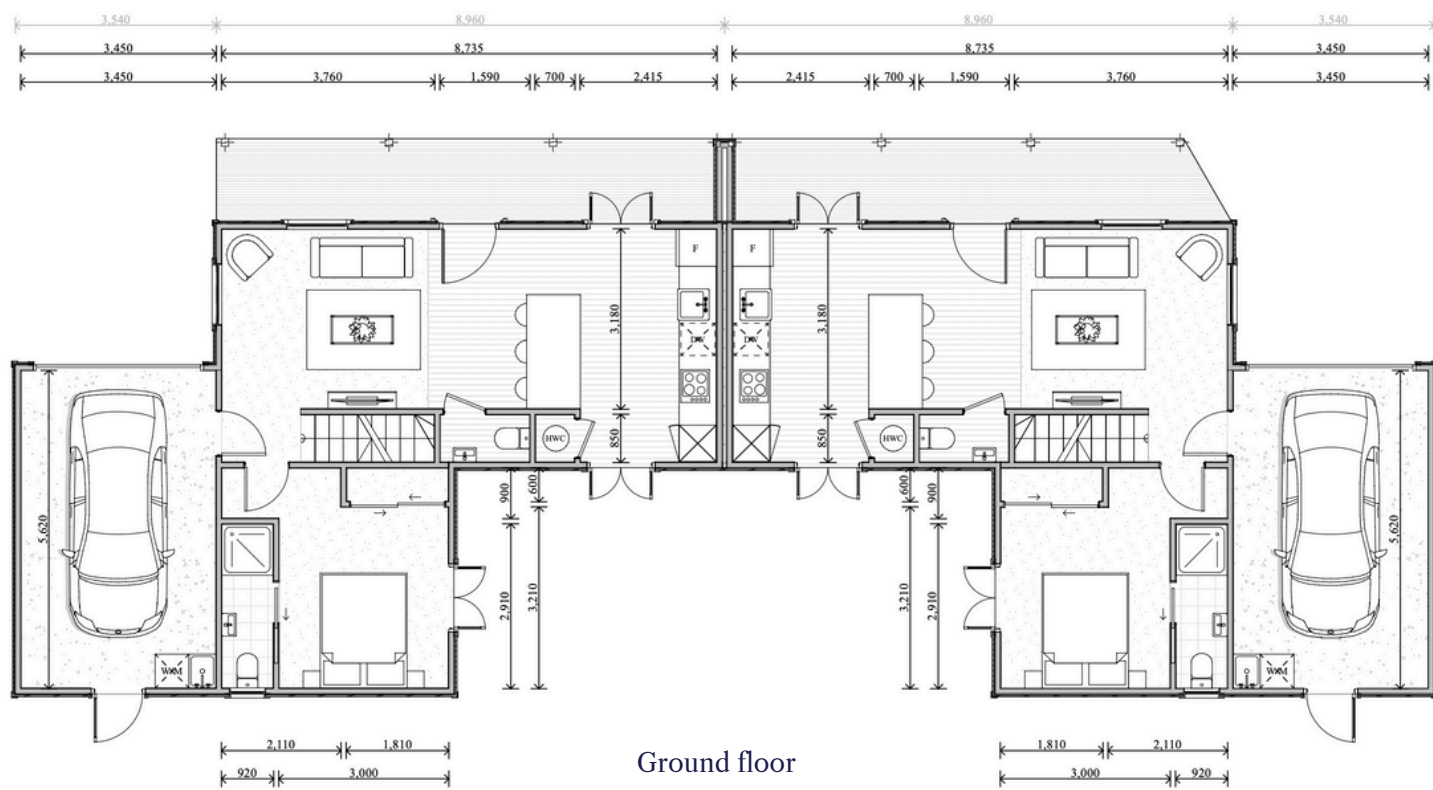 3,540 8,960 8,960 3,540
3,450 8,735 8,735 3,450
3,450 3,760 1,590 700 2,415 2,415 700 1,590 3,760 3,450
F F
3,180 3,180
DW DW
HWC 850 850 HWC
900 600 600 900
5,620 5,620
2,910 3,210 3,210 2,910
WM WM
2,110 1,810 1,810 2,110
Ground floor
920 3,000 3,000 920